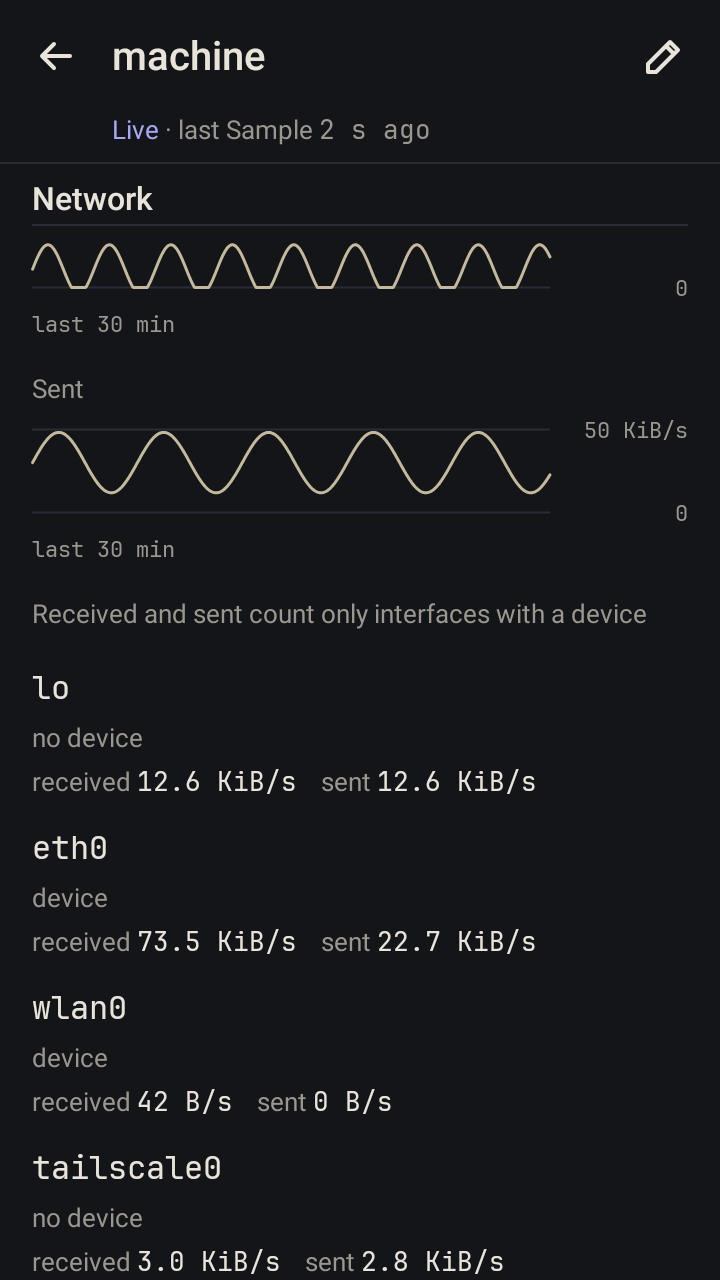 machine
Live · last Sample 2 s ago
Network
0
last 30 min
Sent
50 KiB/s
0
last 30 min
Received and sent count only interfaces with a device
lo
no device
received 12.6 KiB/s sent 12.6 KiB/s
eth0
device
received 73.5 KiB/s sent 22.7 KiB/s
wlan0
device
received 42 B/s sent 0 B/s
tailscale0
no device
received 3.0 KiB/s sent 2.8 KiB/s